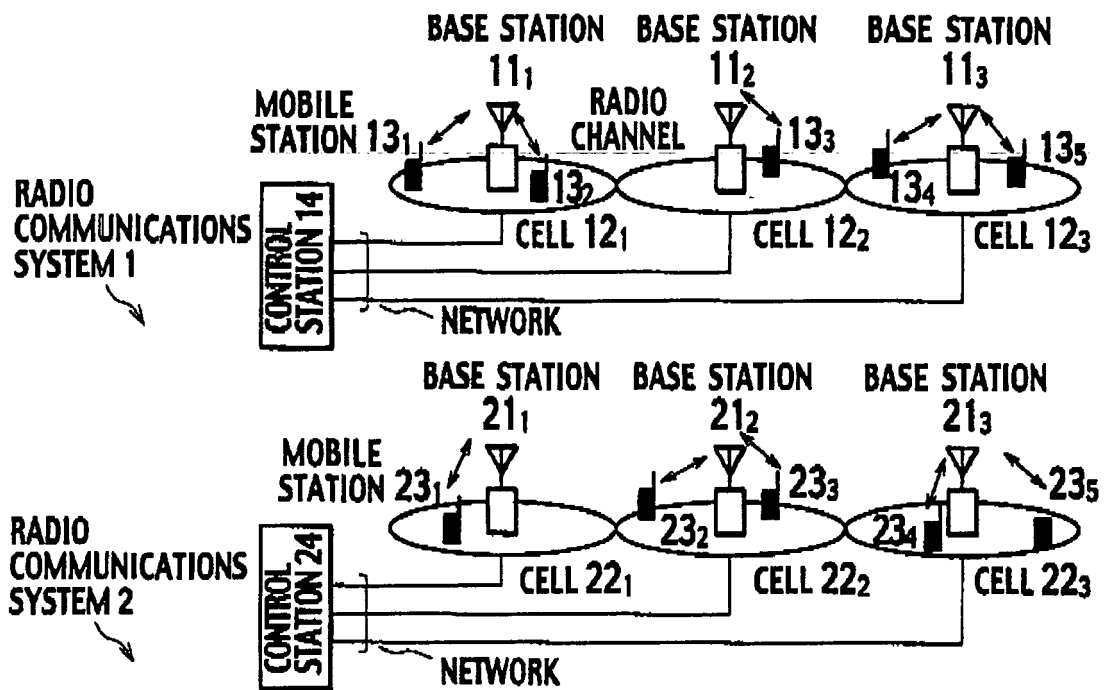 BASE STATION
11₁
BASE STATION
11₂
BASE STATION
11₃
MOBILE
STATION 13₁
RADIO
CHANNEL
13₂
13₃
13₄
13₅
RADIO
COMMUNICATIONS
SYSTEM 1
CONTROL
STATION 14
CELL 12₁
CELL 12₂
CELL 12₃
NETWORK
BASE STATION
21₁
BASE STATION
21₂
BASE STATION
21₃
MOBILE
STATION 23₁
23₂
23₃
23₄
23₅
RADIO
COMMUNICATIONS
SYSTEM 2
CONTROL
STATION 24
CELL 22₁
CELL 22₂
CELL 22₃
NETWORK